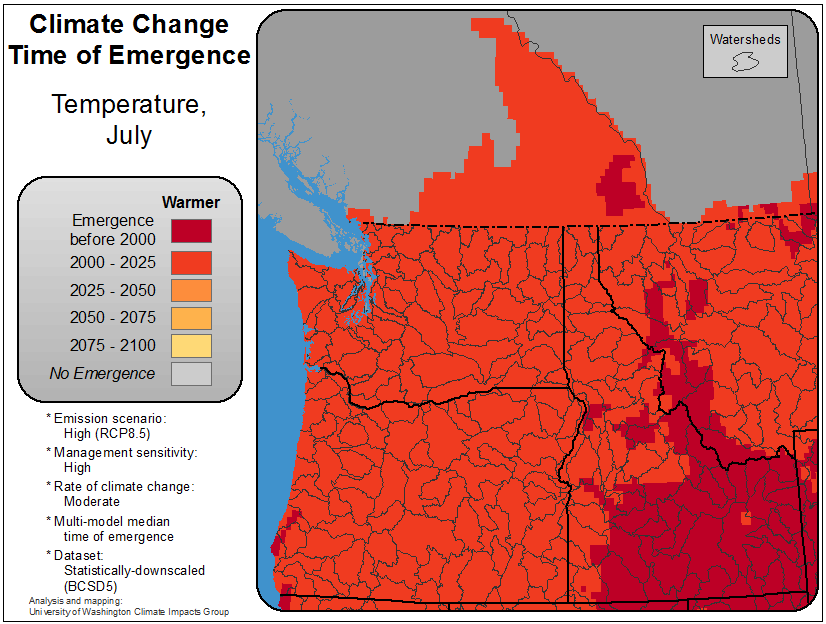 Climate Change
Time of Emergence
Temperature,
July
Warmer
Emergence
before 2000
2000 - 2025
2025 - 2050
2050 - 2075
2075 - 2100
No Emergence
* Emission scenario:
High (RCP8.5)
* Management sensitivity:
High
* Rate of climate change:
Moderate
* Multi-model median
time of emergence
* Dataset:
Statistically-downscaled
(BCSD5)
Analysis and mapping:
University of Washington Climate Impacts Group
Watersheds